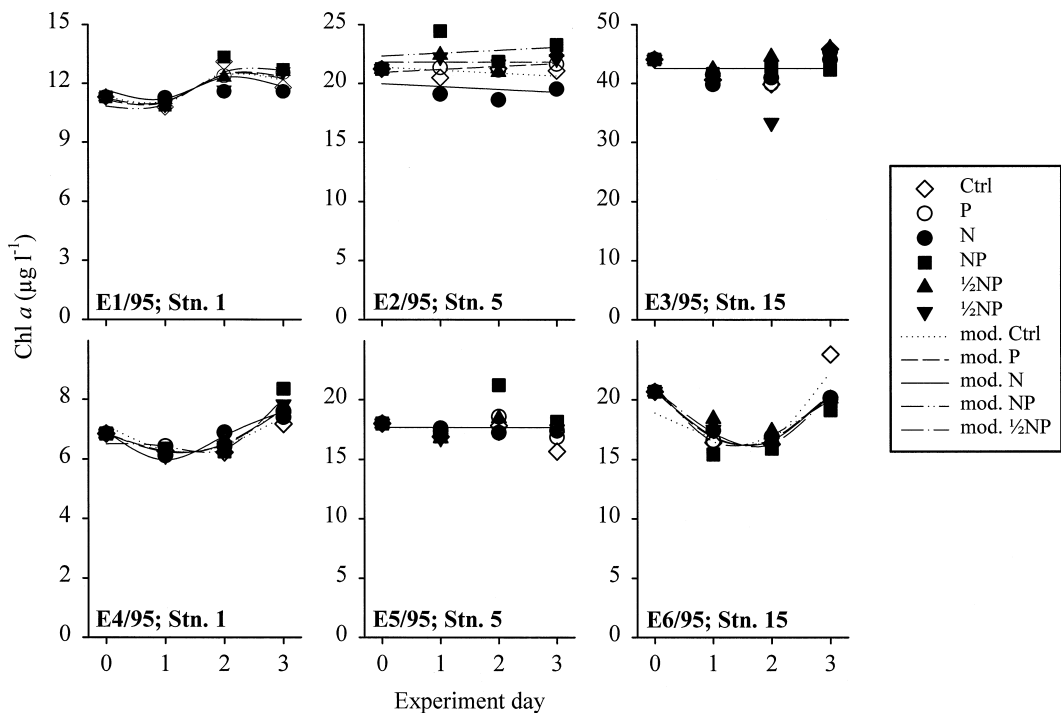 15
12
9
6
3
0
E1/95; Stn. 1
25
20
15
10
5
0
E2/95; Stn. 5
50
40
30
20
10
0
E3/95; Stn. 15
Ctrl
P
N
NP
½NP
½NP
mod. Ctrl
mod. P
mod. N
mod. NP
mod. ½NP
Chl a (µg l⁻¹)
8
6
4
2
0
E4/95; Stn. 1
0 1 2 3
20
15
10
5
0
E5/95; Stn. 5
0 1 2 3
20
15
10
5
0
E6/95; Stn. 15
0 1 2 3
Experiment day